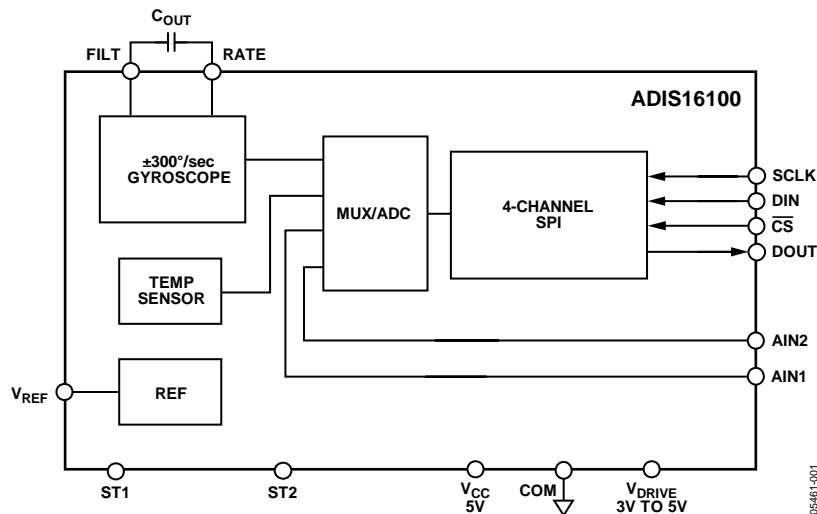 COUT
FILT
RATE
ADIS16100
±300°/sec
GYROSCOPE
MUX/ADC
4-CHANNEL
SPI
SCLK
DIN
CS
DOUT
TEMP
SENSOR
AIN2
AIN1
VREF
REF
ST1
ST2
VCC
5V
COM
VDRIVE
3V TO 5V
05461-001